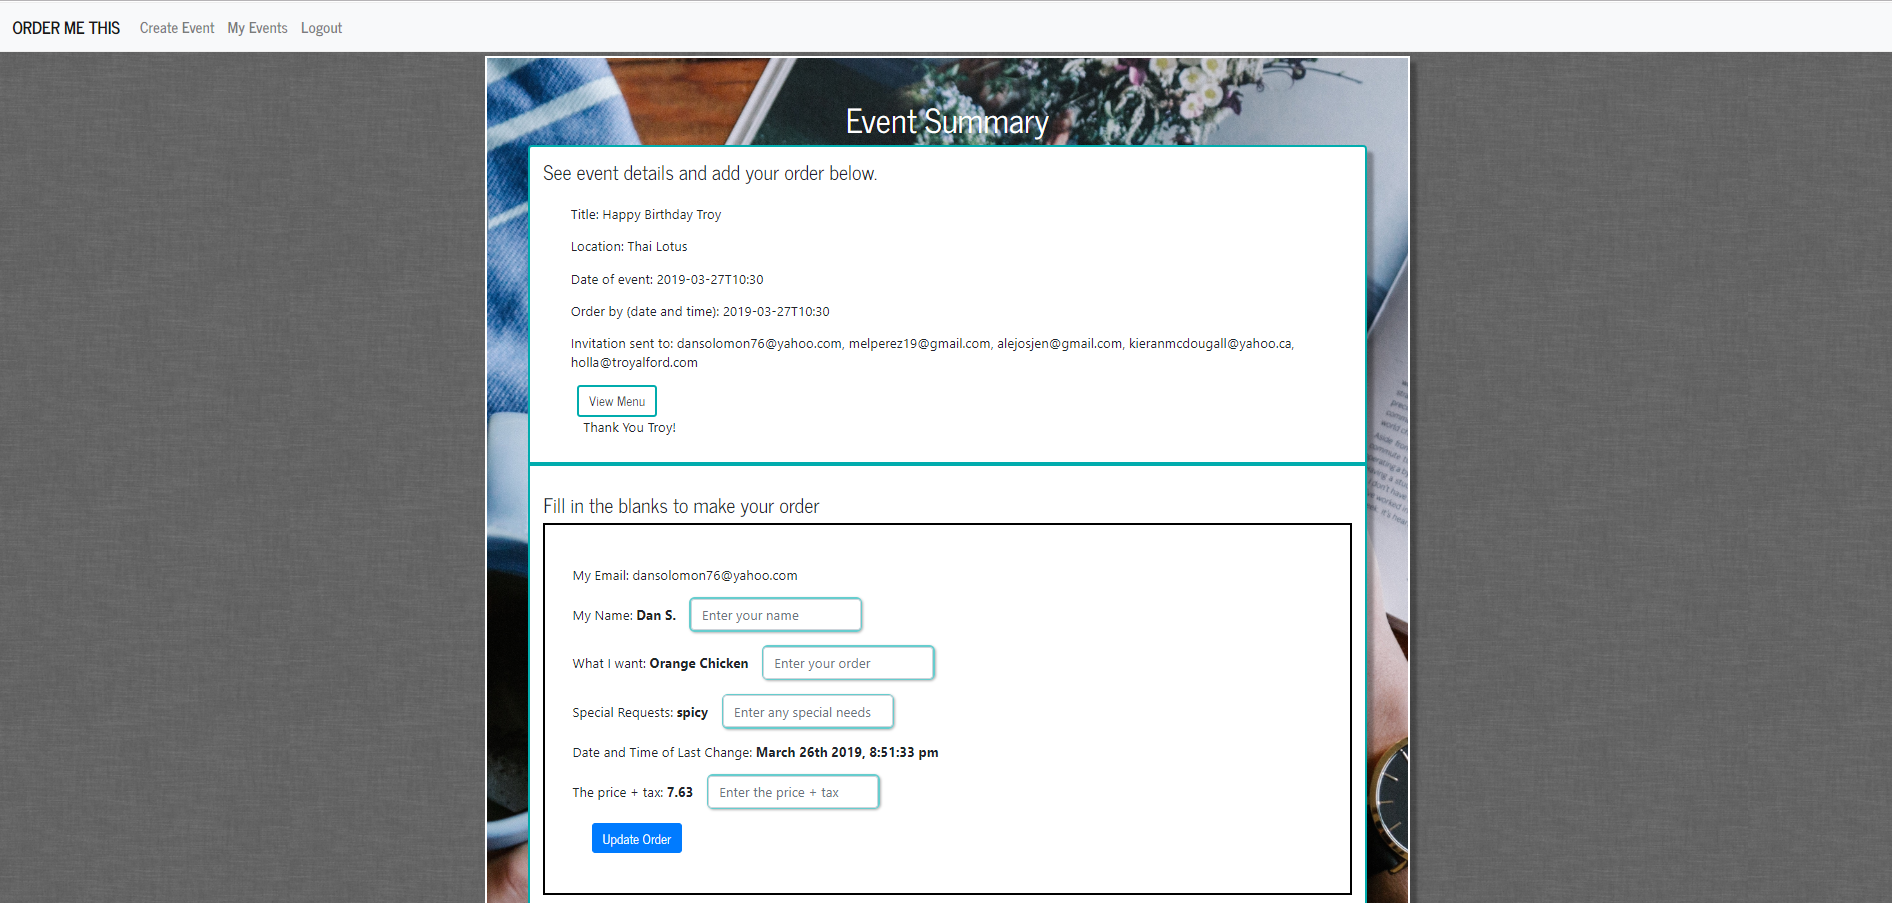 ORDER ME THIS Create Event My Events Logout
Event Summary
See event details and add your order below.
Title: Happy Birthday Troy
Location: Thai Lotus
Date of event: 2019-03-27T10:30
Order by (date and time): 2019-03-27T10:30
Invitation sent to: dansolomon76@yahoo.com, melperez19@gmail.com, alejosjen@gmail.com, kieranmcdougall@yahoo.ca,
holla@troyalford.com
View Menu
Thank You Troy!
Fill in the blanks to make your order
My Email: dansolomon76@yahoo.com
My Name: Dan S. Enter your name
What I want: Orange Chicken Enter your order
Special Requests: spicy Enter any special needs
Date and Time of Last Change: March 26th 2019, 8:51:33 pm
The price + tax: 7.63 Enter the price + tax
Update Order